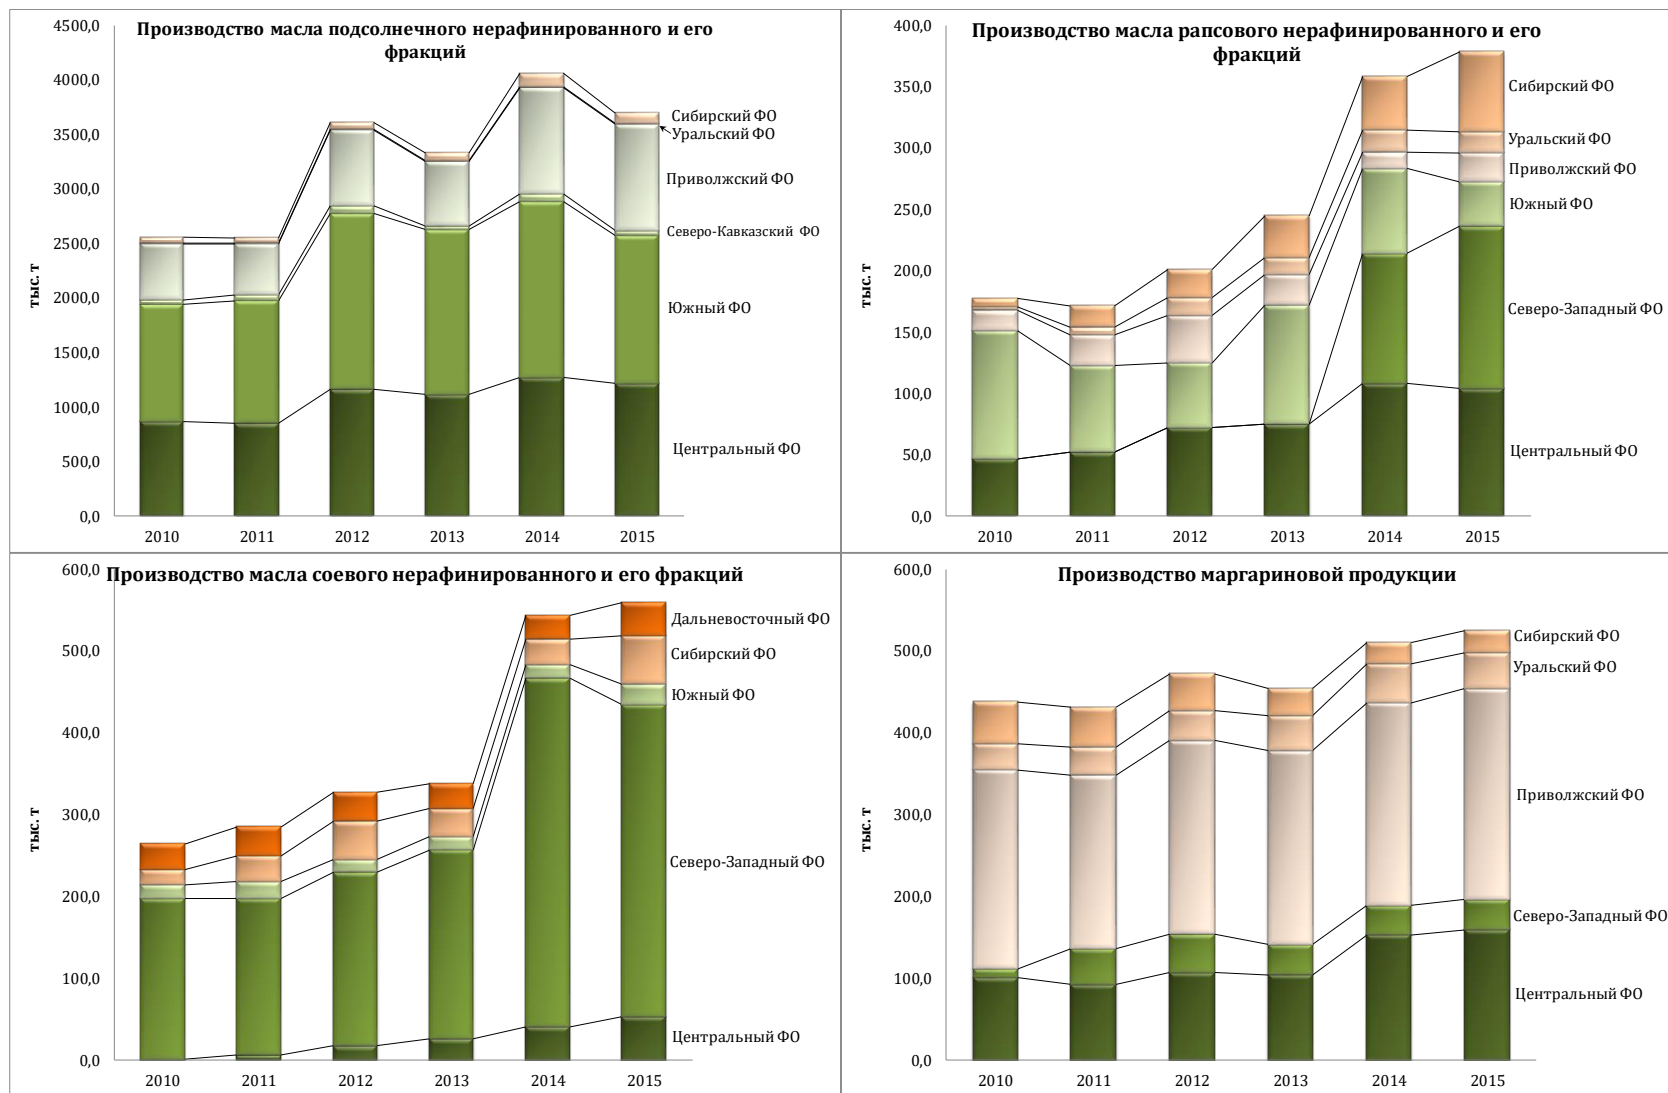 Производство масла подсолнечного нерафинированного и его
фракций
4500,0
4000,0
3500,0
3000,0
2500,0
2000,0
1500,0
1000,0
500,0
0,0
тыс. т
Сибирский ФО
Уральский ФО
Приволжский ФО
Северо-Кавказский ФО
Южный ФО
Центральный ФО
2010 2011 2012 2013 2014 2015
Производство масла рапсового нерафинированного и его
фракций
400,0
350,0
300,0
250,0
200,0
150,0
100,0
50,0
0,0
тыс. т
Сибирский ФО
Уральский ФО
Приволжский ФО
Южный ФО
Северо-Западный ФО
Центральный ФО
2010 2011 2012 2013 2014 2015
Производство масла соевого нерафинированного и его фракций
600,0
500,0
400,0
300,0
200,0
100,0
0,0
тыс. т
Дальневосточный ФО
Сибирский ФО
Южный ФО
Северо-Западный ФО
Центральный ФО
2010 2011 2012 2013 2014 2015
Производство маргариновой продукции
600,0
500,0
400,0
300,0
200,0
100,0
0,0
тыс. т
Сибирский ФО
Уральский ФО
Приволжский ФО
Северо-Западный ФО
Центральный ФО
2010 2011 2012 2013 2014 2015